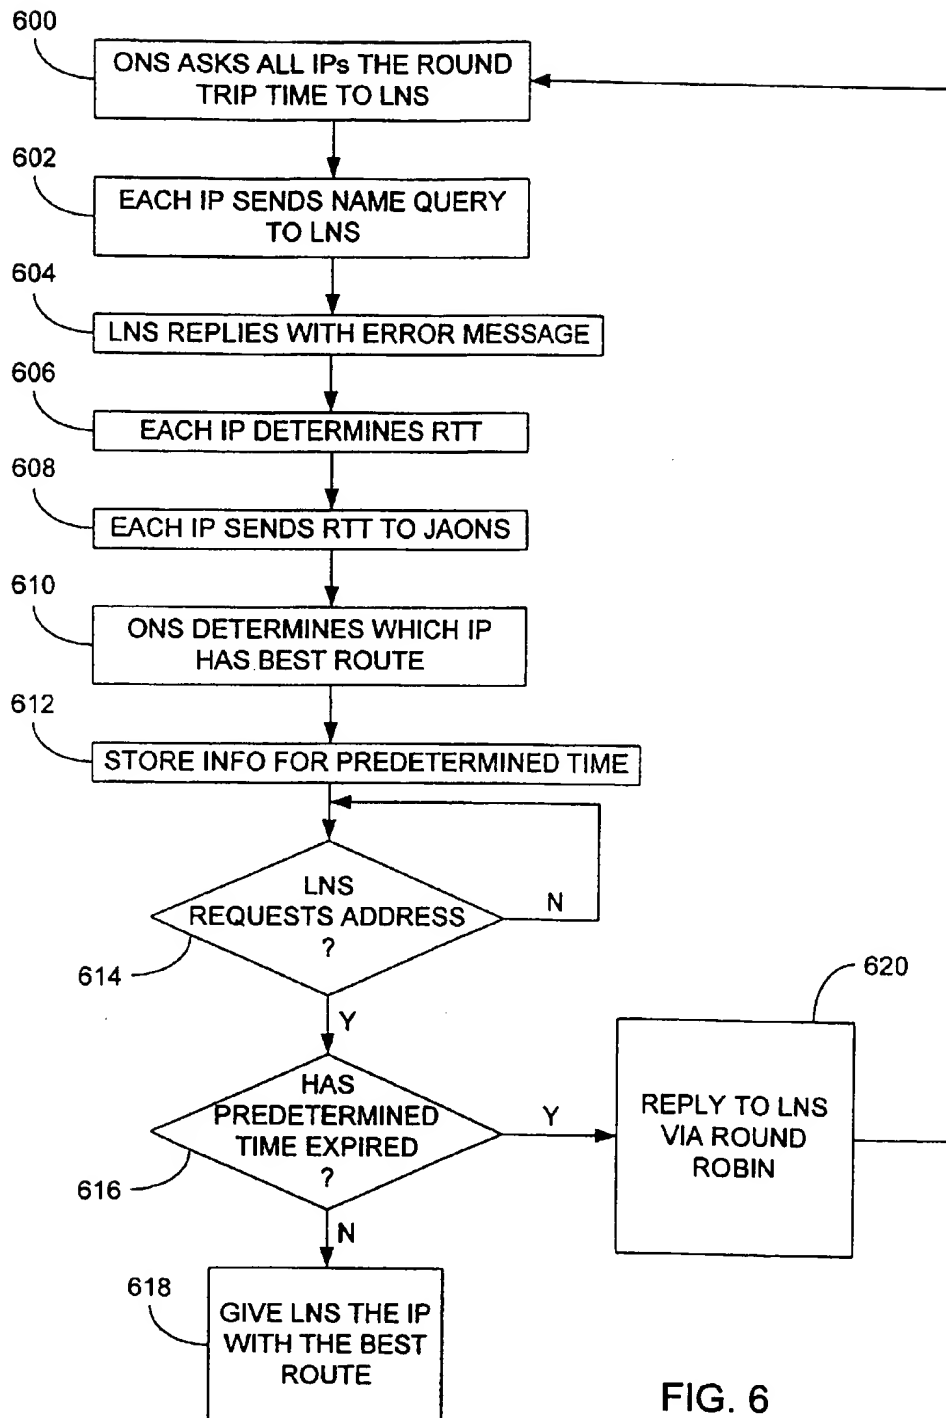 600
ONS ASKS ALL IPs THE ROUND
TRIP TIME TO LNS
602
EACH IP SENDS NAME QUERY
TO LNS
604
LNS REPLIES WITH ERROR MESSAGE
606
EACH IP DETERMINES RTT
608
EACH IP SENDS RTT TO JAONS
610
ONS DETERMINES WHICH IP
HAS BEST ROUTE
612
STORE INFO FOR PREDETERMINED TIME
LNS
REQUESTS ADDRESS
?
N
614
Y
620
HAS
PREDETERMINED
TIME EXPIRED
?
Y
616
N
REPLY TO LNS
VIA ROUND
ROBIN
618
GIVE LNS THE IP
WITH THE BEST
ROUTE
FIG. 6